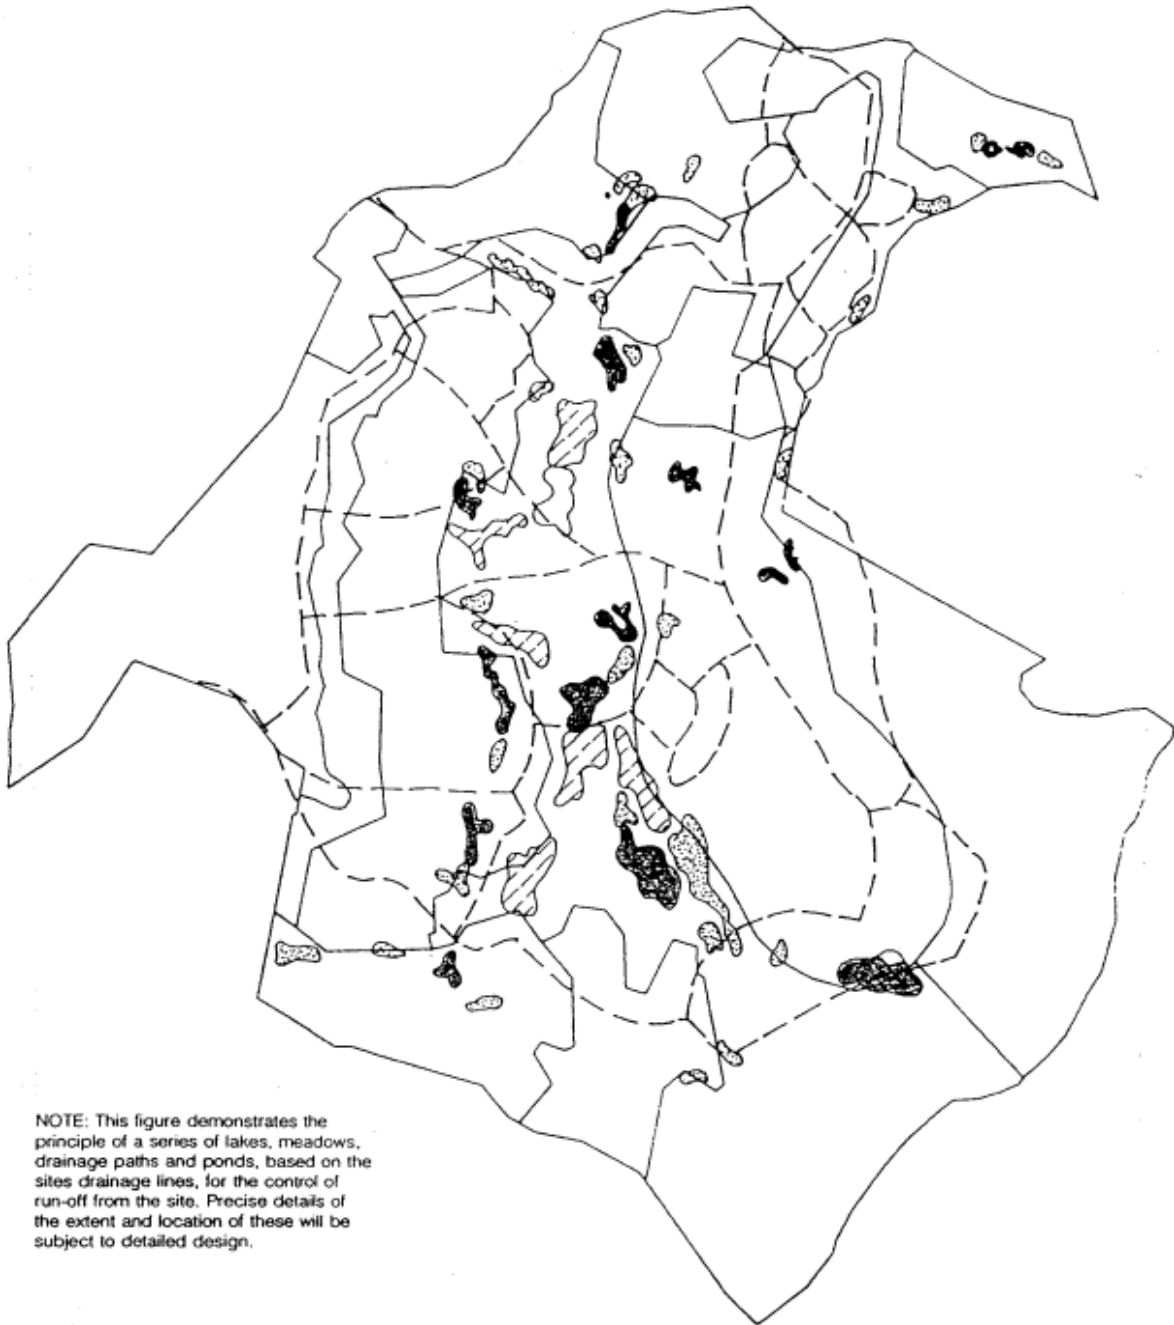 NOTE: This figure demonstrates the
principle of a series of lakes, meadows,
drainage paths and ponds, based on the
sites drainage lines, for the control of
run-off from the site. Precise details of
the extent and location of these will be
subject to detailed design.